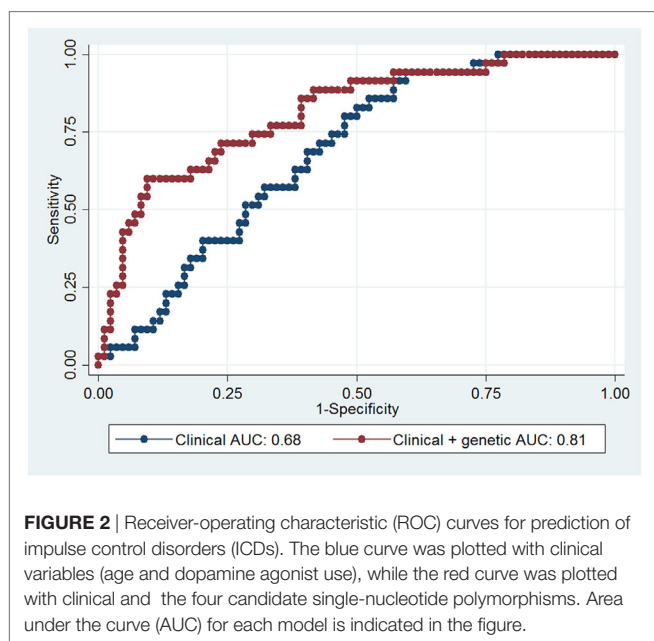 1.00
0.75
0.50
0.25
0.00
Sensitivity
0.00 0.25 0.50 0.75 1.00
1-Specificity
Clinical AUC: 0.68 Clinical + genetic AUC: 0.81
FIGURE 2 | Receiver-operating characteristic (ROC) curves for prediction of
impulse control disorders (ICDs). The blue curve was plotted with clinical
variables (age and dopamine agonist use), while the red curve was plotted
with clinical and the four candidate single-nucleotide polymorphisms. Area
under the curve (AUC) for each model is indicated in the figure.